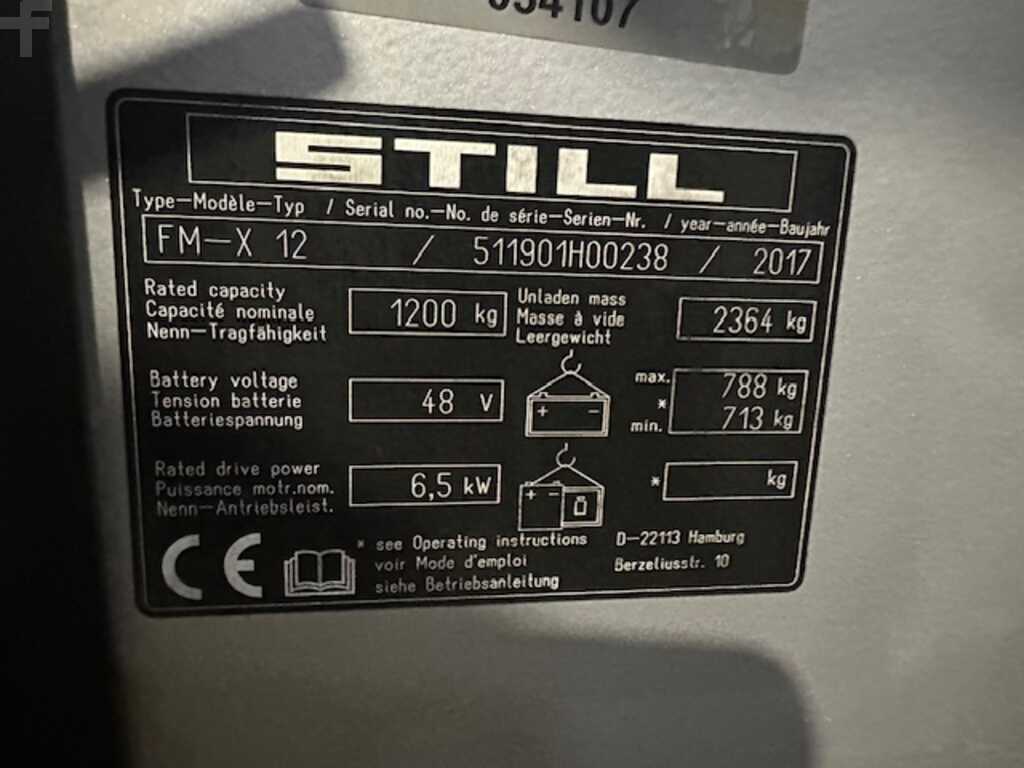 034107
STILL
Type-Modèle-Typ / Serial no.-No. de série-Serien-Nr. / year-année-Baujahr
FM-X 12 / 511901H00238 / 2017
Rated capacity
Capacité nominale
Nenn-Tragfähigkeit
1200 kg
Unladen mass
Masse à vide
Leergewicht
2364 kg
Battery voltage
Tension batterie
Batteriespannung
48 V
+ -
max. 788 kg
*
min. 713 kg
Rated drive power
Puissance motr.nom.
Nenn-Antriebsleist.
6,5 kW
+ -
* kg
CE
* see Operating instructions
voir Mode d'emploi
siehe Betriebsanleitung
D-22113 Hamburg
Berzeliusstr. 10